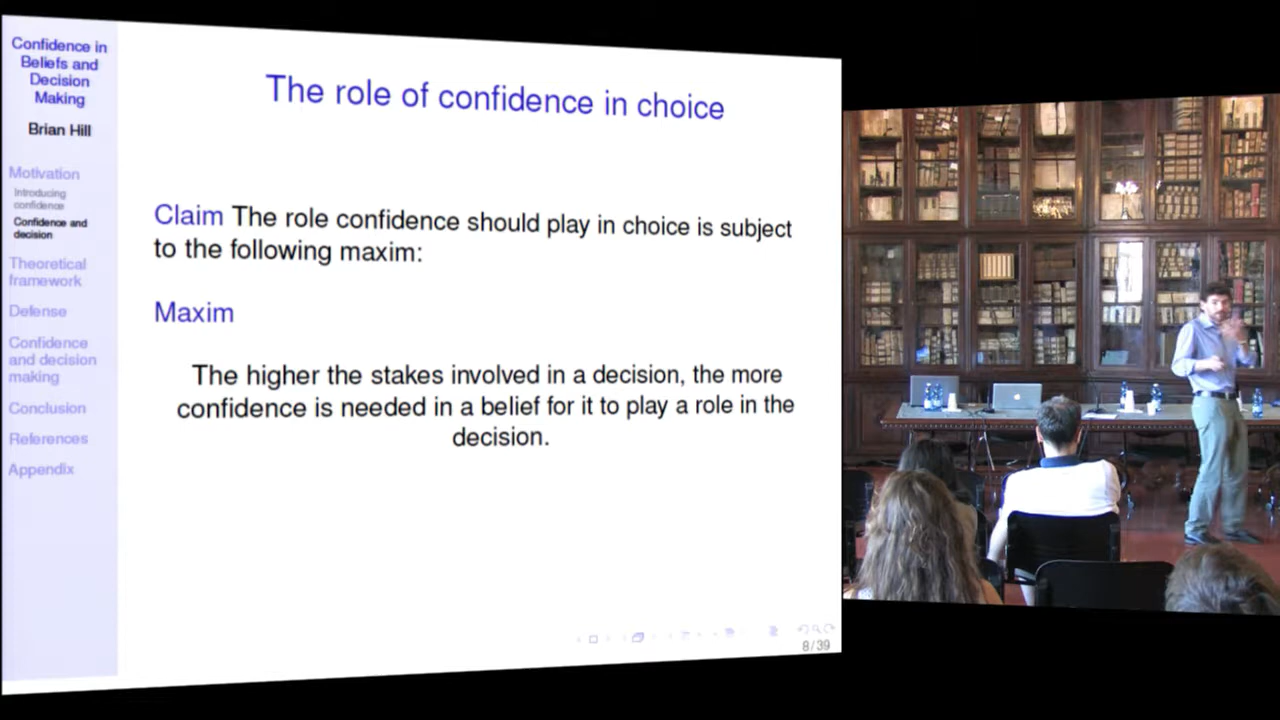 Confidence in
Beliefs and
Decision
Making
Brian Hill
Motivation
Introducing
confidence
Confidence and
decision
Theoretical
framework
Defense
Confidence
and decision
making
Conclusion
References
Appendix
The role of confidence in choice
Claim The role confidence should play in choice is subject
to the following maxim:
Maxim
The higher the stakes involved in a decision, the more
confidence is needed in a belief for it to play a role in the
decision.
8/39